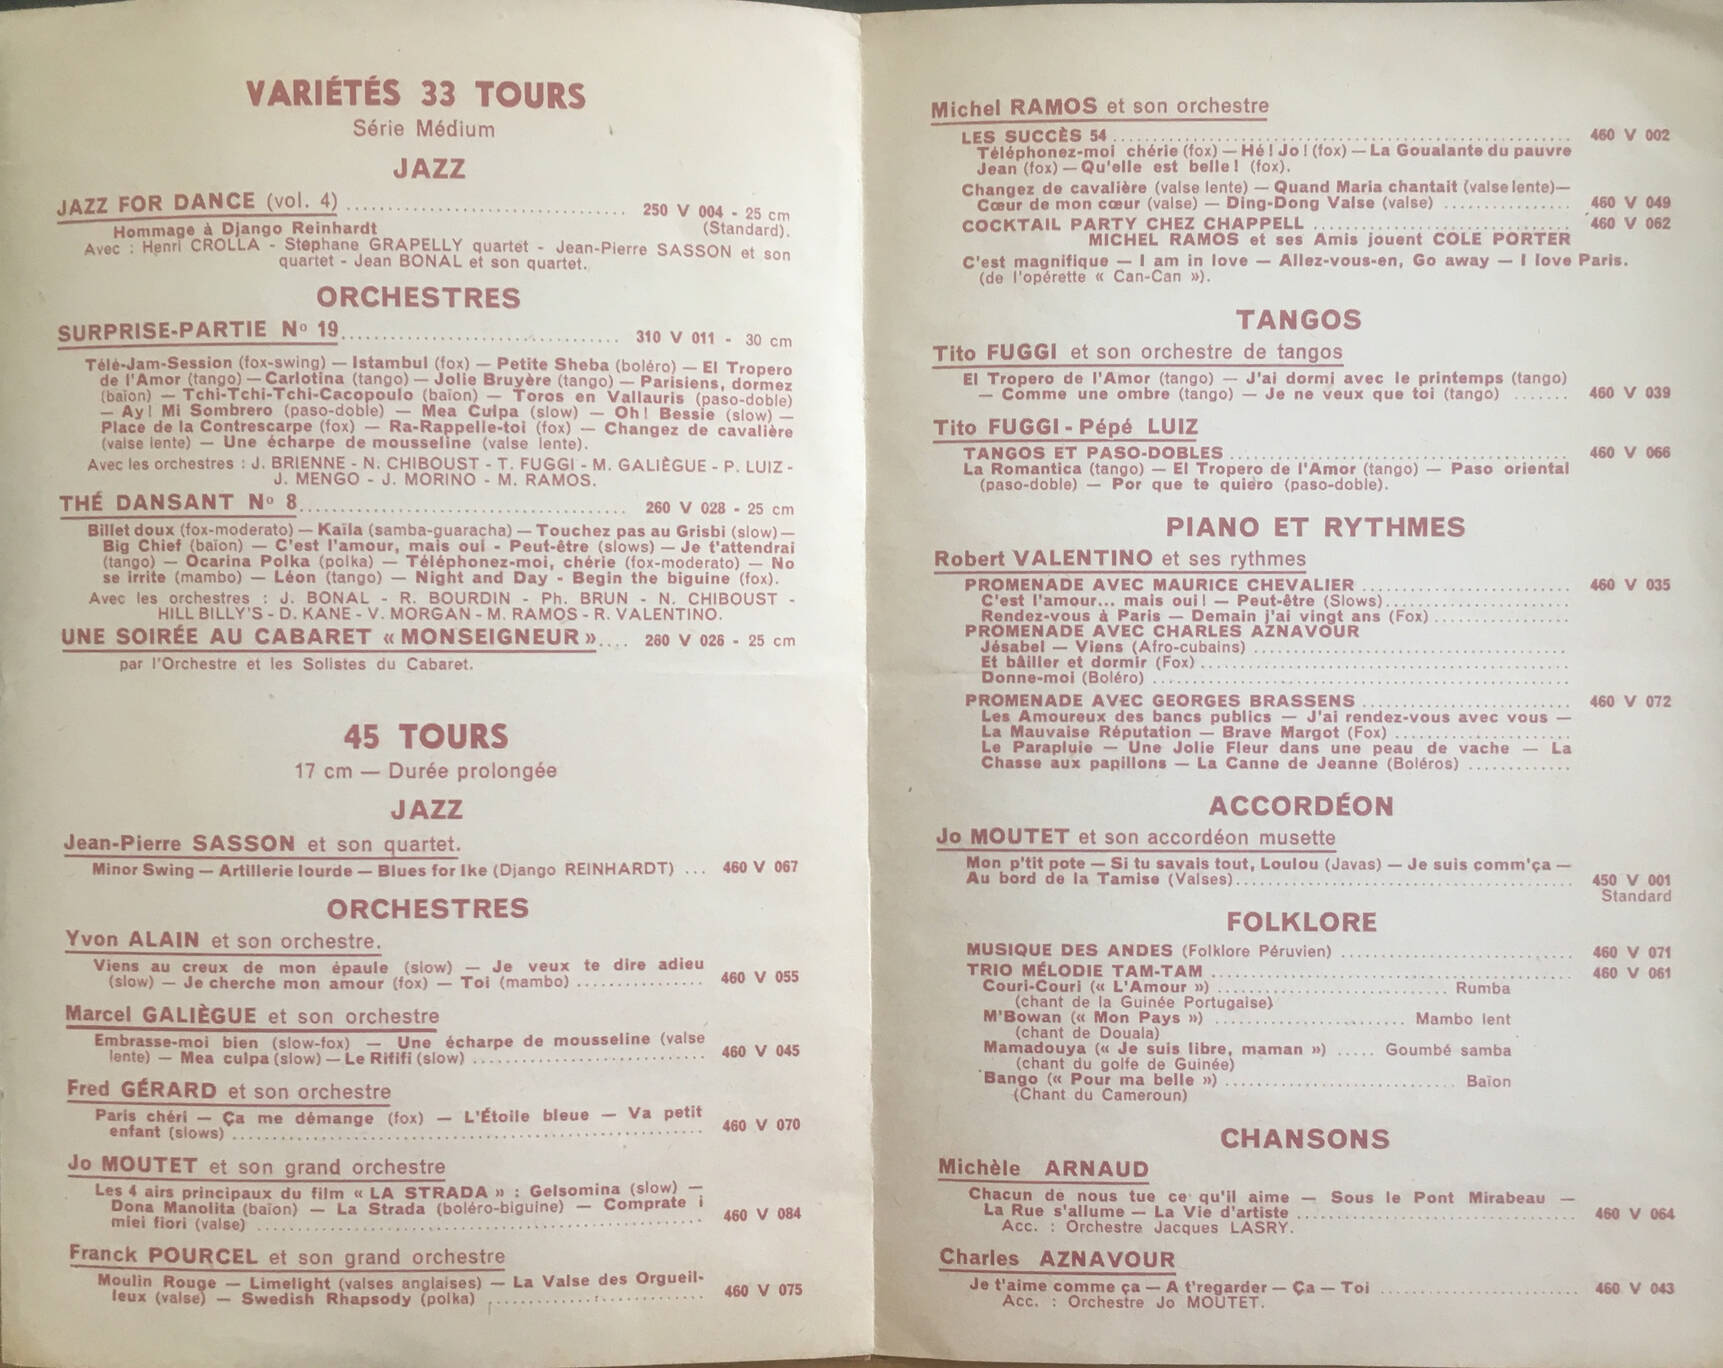 VARIÉTÉS 33 TOURS
Série Médium
JAZZ
JAZZ FOR DANCE (vol. 4) ........ 250 V 004 - 25 cm
Hommage à Django Reinhardt (Standard).
Avec : Henri CROLLA - Stephane GRAPELLY quartet - Jean-Pierre SASSON et son
quartet - Jean BONAL et son quartet.
ORCHESTRES
SURPRISE-PARTIE Nº 19 ........ 310 V 011 - 30 cm
Télé-Jam-Session (fox-swing) — Istambul (fox) — Petite Sheba (boléro) — El Tropero
de l'Amor (tango) — Carlotina (tango) — Jolie Bruyère (tango) — Parisiens, dormez
(baïon) — Tchi-Tchi-Tchi-Cacopoulo (baïon) — Toros en Vallauris (paso-doble)
— Ay! Mi Sombrero (paso-doble) — Mea Culpa (slow) — Oh! Bessie (slow) —
Place de la Contrescarpe (fox) — Ra-Rappelle-toi (fox) — Changez de cavalière
(valse lente) — Une écharpe de mousseline (valse lente).
Avec les orchestres : J. BRIENNE - N. CHIBOUST - T. FUGGI - M. GALIÈGUE - P. LUIZ -
J. MENGO - J. MORINO - M. RAMOS.
THÉ DANSANT Nº 8 ........ 260 V 028 - 25 cm
Billet doux (fox-moderato) — Kaïla (samba-guaracha) — Touchez pas au Grisbi (slow) —
Big Chief (baïon) — C'est l'amour, mais oui - Peut-être (slows) — Je t'attendrai
(tango) — Ocarina Polka (polka) — Téléphonez-moi, chérie (fox-moderato) — No
se irrite (mambo) — Léon (tango) — Night and Day - Begin the biguine (fox).
Avec les orchestres : J. BONAL - R. BOURDIN - Ph. BRUN - N. CHIBOUST -
HILL BILLY'S - D. KANE - V. MORGAN - M. RAMOS - R. VALENTINO.
UNE SOIRÉE AU CABARET « MONSEIGNEUR » .... 260 V 026 - 25 cm
par l'Orchestre et les Solistes du Cabaret.
45 TOURS
17 cm — Durée prolongée
JAZZ
Jean-Pierre SASSON et son quartet.
Minor Swing — Artillerie lourde — Blues for Ike (Django REINHARDT) ... 460 V 067
ORCHESTRES
Yvon ALAIN et son orchestre.
Viens au creux de mon épaule (slow) — Je veux te dire adieu
(slow) — Je cherche mon amour (fox) — Toi (mambo) ........ 460 V 055
Marcel GALIÈGUE et son orchestre
Embrasse-moi bien (slow-fox) — Une écharpe de mousseline (valse
lente) — Mea culpa (slow) — Le Rififi (slow) ........ 460 V 045
Fred GÉRARD et son orchestre
Paris chéri — Ça me démange (fox) — L'Étoile bleue — Va petit
enfant (slows) ........ 460 V 070
Jo MOUTET et son grand orchestre
Les 4 airs principaux du film « LA STRADA » : Gelsomina (slow) —
Dona Manolita (baïon) — La Strada (boléro-biguine) — Comprate i
miei fiori (valse) ........ 460 V 084
Franck POURCEL et son grand orchestre
Moulin Rouge — Limelight (valses anglaises) — La Valse des Orgueil-
leux (valse) — Swedish Rhapsody (polka) ........ 460 V 075
Michel RAMOS et son orchestre
LES SUCCÈS 54 ........ 460 V 002
Téléphonez-moi chérie (fox) — Hé! Jo! (fox) — La Goualante du pauvre
Jean (fox) — Qu'elle est belle! (fox).
Changez de cavalière (valse lente) — Quand Maria chantait (valse lente) —
Cœur de mon cœur (valse) — Ding-Dong Valse (valse) ........ 460 V 049
COCKTAIL PARTY CHEZ CHAPPELL ........ 460 V 062
MICHEL RAMOS et ses Amis jouent COLE PORTER
C'est magnifique — I am in love — Allez-vous-en, Go away — I love Paris.
(de l'opérette « Can-Can »).
TANGOS
Tito FUGGI et son orchestre de tangos
El Tropero de l'Amor (tango) — J'ai dormi avec le printemps (tango)
— Comme une ombre (tango) — Je ne veux que toi (tango) ....... 460 V 039
Tito FUGGI - Pépé LUIZ
TANGOS ET PASO-DOBLES ........ 460 V 066
La Romantica (tango) — El Tropero de l'Amor (tango) — Paso oriental
(paso-doble) — Por que te quiero (paso-doble).
PIANO ET RYTHMES
Robert VALENTINO et ses rythmes
PROMENADE AVEC MAURICE CHEVALIER ........ 460 V 035
C'est l'amour... mais oui! — Peut-être (Slows) ........
Rendez-vous à Paris — Demain j'ai vingt ans (Fox) ........
PROMENADE AVEC CHARLES AZNAVOUR
Jésabel — Viens (Afro-cubains) ........
Et bâiller et dormir (Fox) ........
Donne-moi (Boléro) ........
PROMENADE AVEC GEORGES BRASSENS ........ 460 V 072
Les Amoureux des bancs publics — J'ai rendez-vous avec vous —
La Mauvaise Réputation — Brave Margot (Fox) ........
Le Parapluie — Une Jolie Fleur dans une peau de vache — La
Chasse aux papillons — La Canne de Jeanne (Boléros) ........
ACCORDÉON
Jo MOUTET et son accordéon musette
Mon p'tit pote — Si tu savais tout, Loulou (Javas) — Je suis comm'ça —
Au bord de la Tamise (Valses) ........ 450 V 001
Standard
FOLKLORE
MUSIQUE DES ANDES (Folklore Péruvien) ........ 460 V 071
TRIO MÉLODIE TAM-TAM ........ 460 V 061
Couri-Couri (« L'Amour ») ........ Rumba
(chant de la Guinée Portugaise)
M'Bowan (« Mon Pays ») ........ Mambo lent
(chant de Douala)
Mamadouya (« Je suis libre, maman ») ..... Goumbé samba
(chant du golfe de Guinée)
Bango (« Pour ma belle ») ........ Baïon
(Chant du Cameroun)
CHANSONS
Michèle ARNAUD
Chacun de nous tue ce qu'il aime — Sous le Pont Mirabeau —
La Rue s'allume — La Vie d'artiste ........ 460 V 064
Acc. : Orchestre Jacques LASRY.
Charles AZNAVOUR
Je t'aime comme ça — A t'regarder — Ça — Toi ........ 460 V 043
Acc. : Orchestre Jo MOUTET.